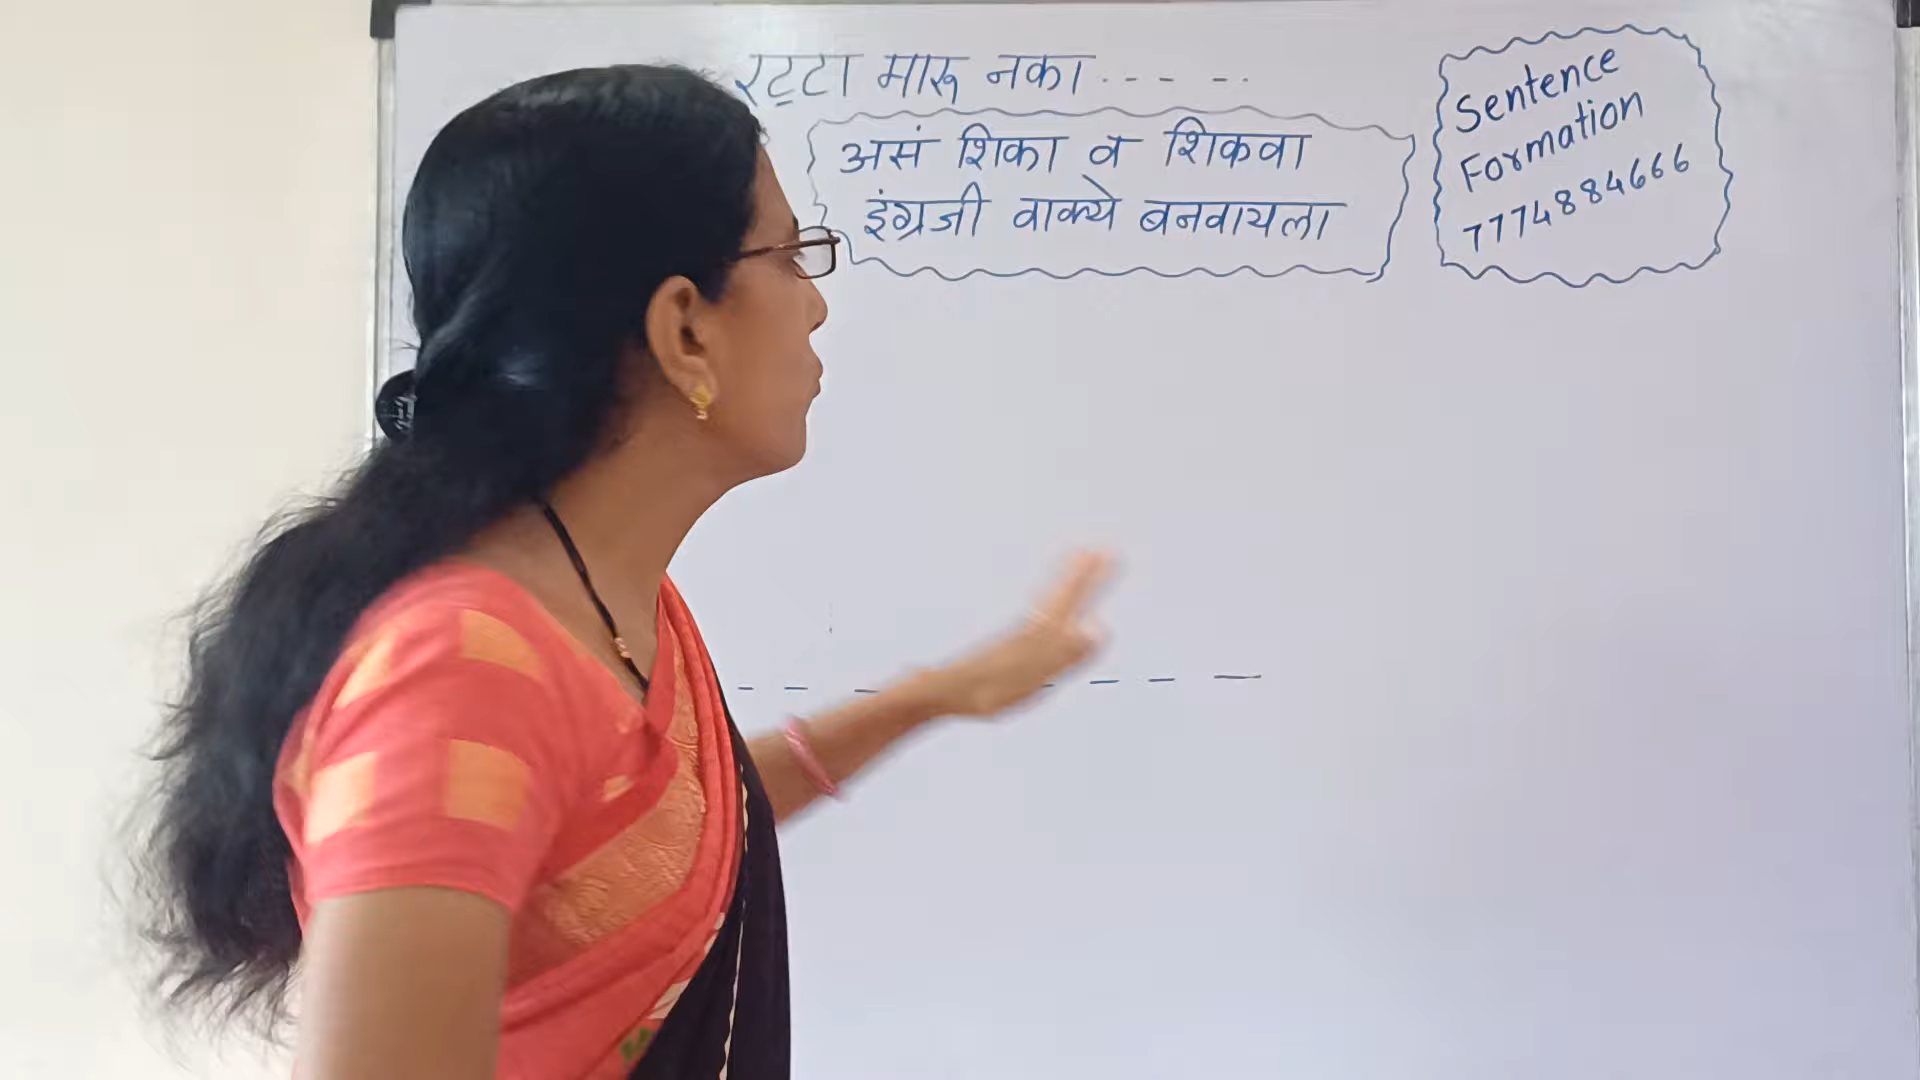 रट्टा मारू नका.--- -..
असं शिका व शिकवा
इंग्रजी वाक्ये बनवायला
Sentence
Formation
7774884666